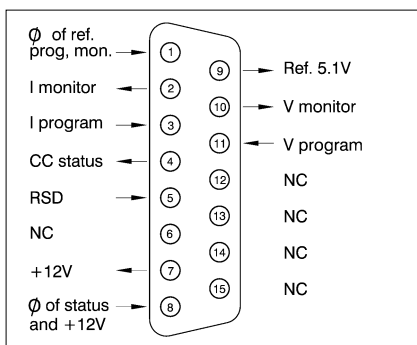 Ø of ref.
prog, mon.
1
9
Ref. 5.1V
I monitor
2
10
V monitor
I program
3
11
V program
CC status
4
12
NC
RSD
5
13
NC
NC
6
14
NC
+12V
7
15
NC
Ø of status
and +12V
8